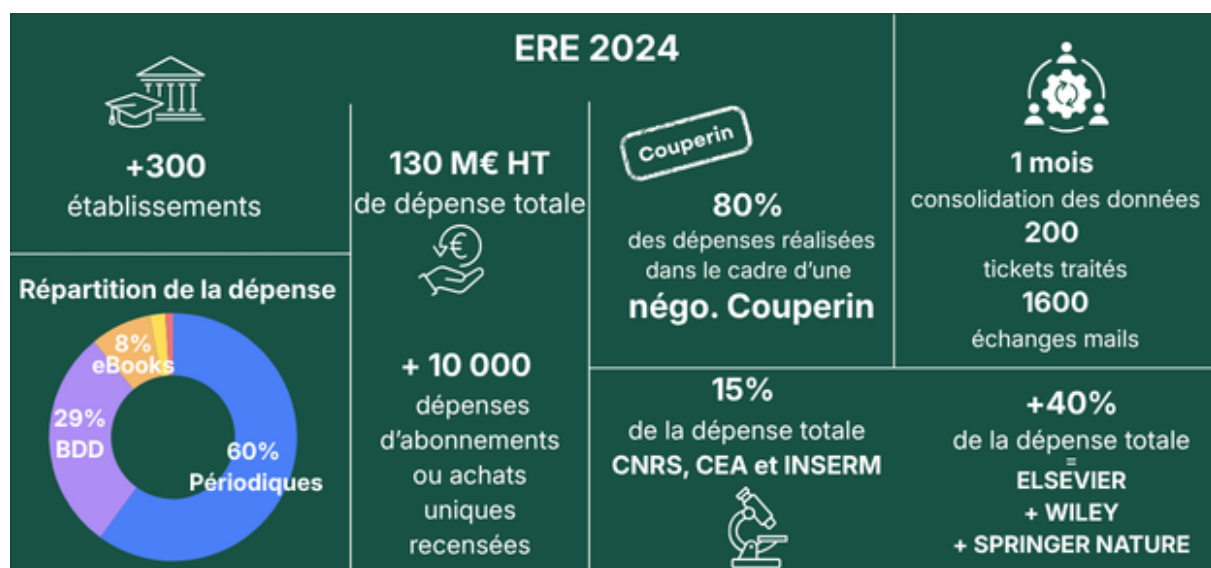 ERE 2024
+300
établissements
Répartition de la dépense
8%
eBooks
29%
BDD
60%
Périodiques
130 M€ HT
de dépense totale
€
+ 10 000
dépenses
d'abonnements
ou achats
uniques
recensées
Couperin
80%
des dépenses réalisées
dans le cadre d'une
négo. Couperin
1 mois
consolidation des données
200
tickets traités
1600
échanges mails
15%
de la dépense totale
CNRS, CEA et INSERM
+40%
de la dépense totale
=
ELSEVIER
+ WILEY
+ SPRINGER NATURE